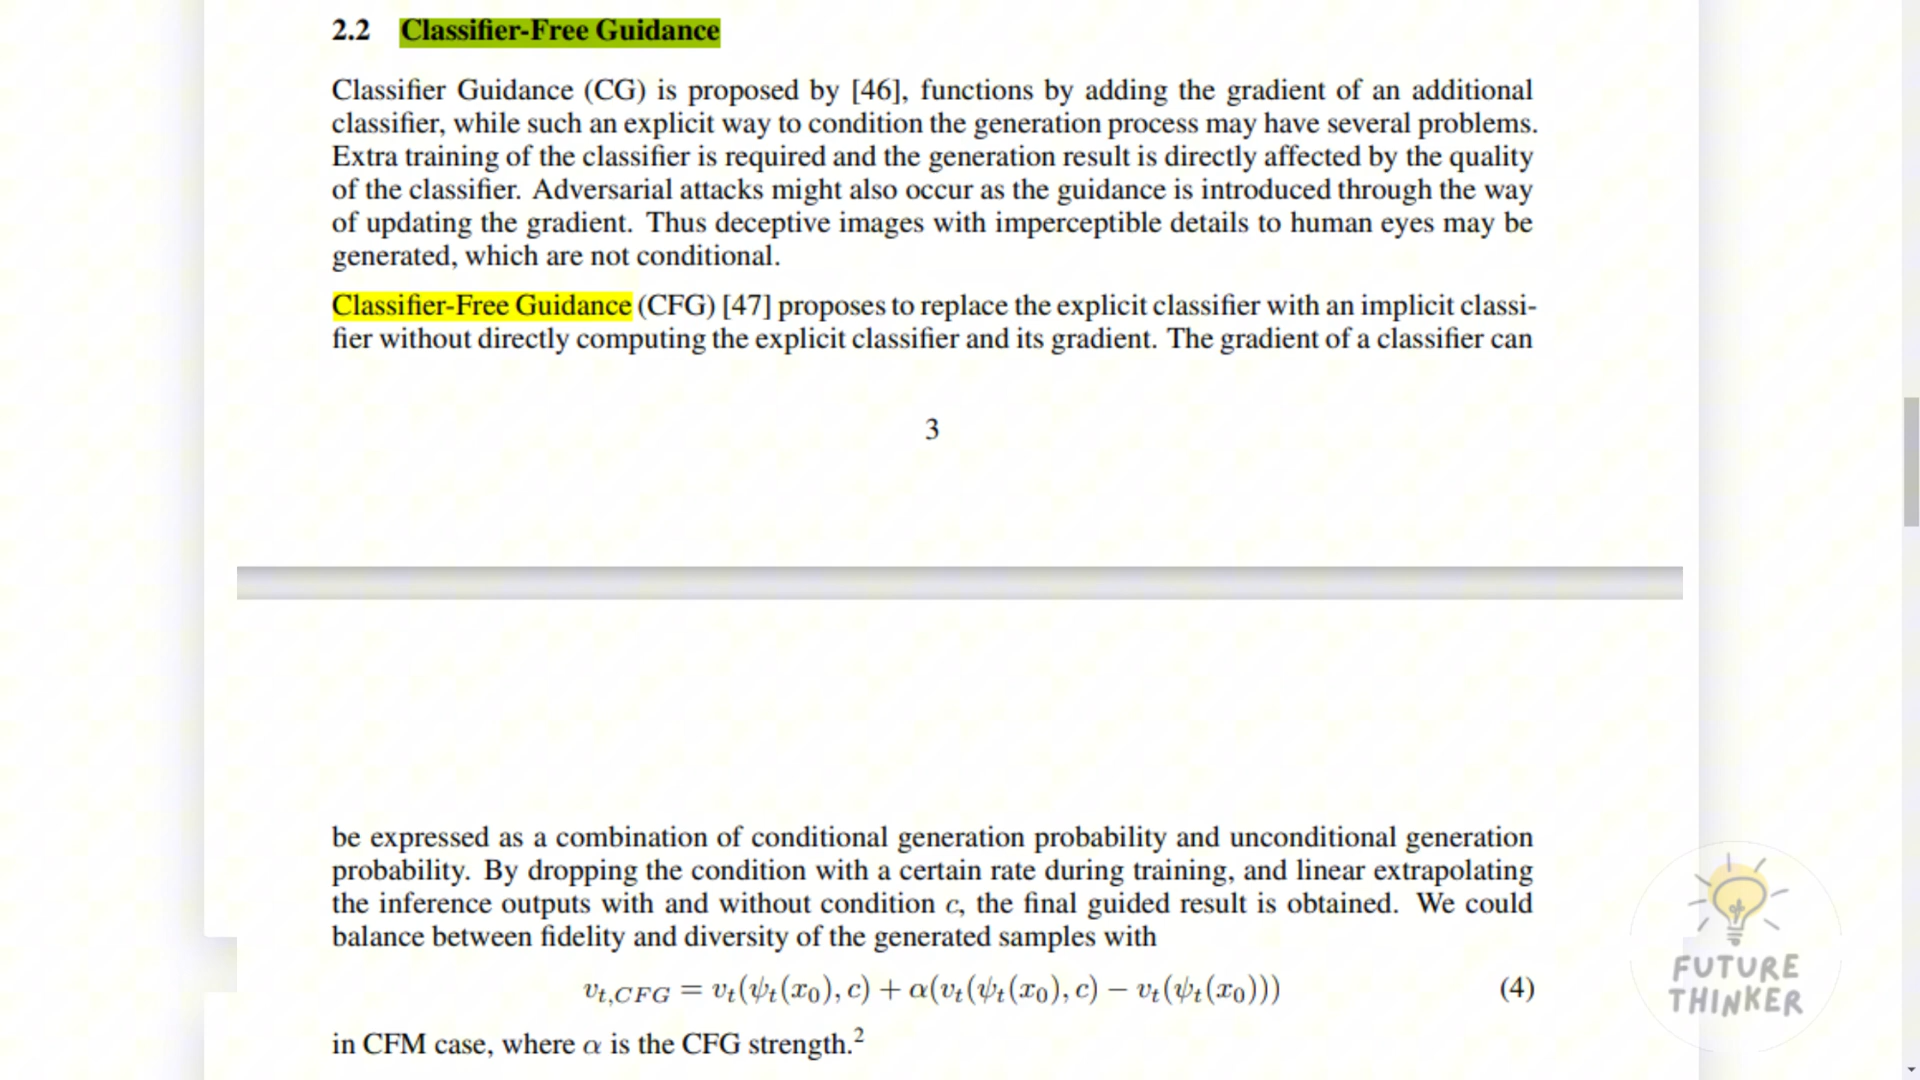 2.2 Classifier-Free Guidance
Classifier Guidance (CG) is proposed by [46], functions by adding the gradient of an additional
classifier, while such an explicit way to condition the generation process may have several problems.
Extra training of the classifier is required and the generation result is directly affected by the quality
of the classifier. Adversarial attacks might also occur as the guidance is introduced through the way
of updating the gradient. Thus deceptive images with imperceptible details to human eyes may be
generated, which are not conditional.
Classifier-Free Guidance (CFG) [47] proposes to replace the explicit classifier with an implicit classi-
fier without directly computing the explicit classifier and its gradient. The gradient of a classifier can
3
be expressed as a combination of conditional generation probability and unconditional generation
probability. By dropping the condition with a certain rate during training, and linear extrapolating
the inference outputs with and without condition c, the final guided result is obtained. We could
balance between fidelity and diversity of the generated samples with
v_{t,CFG} = v_t(ψ_t(x_0), c) + α(v_t(ψ_t(x_0), c) − v_t(ψ_t(x_0))) (4)
in CFM case, where α is the CFG strength.²
FUTURE
THINKER